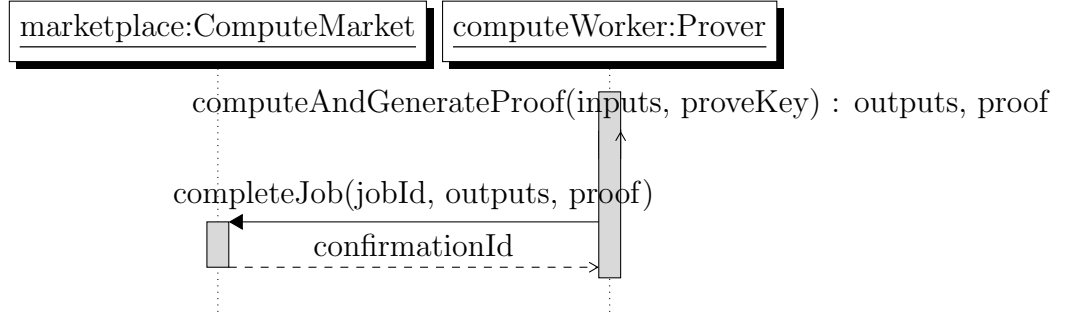 marketplace:ComputeMarket
computeWorker:Prover
computeAndGenerateProof(inputs, proveKey) : outputs, proof
completeJob(jobId, outputs, proof)
confirmationId